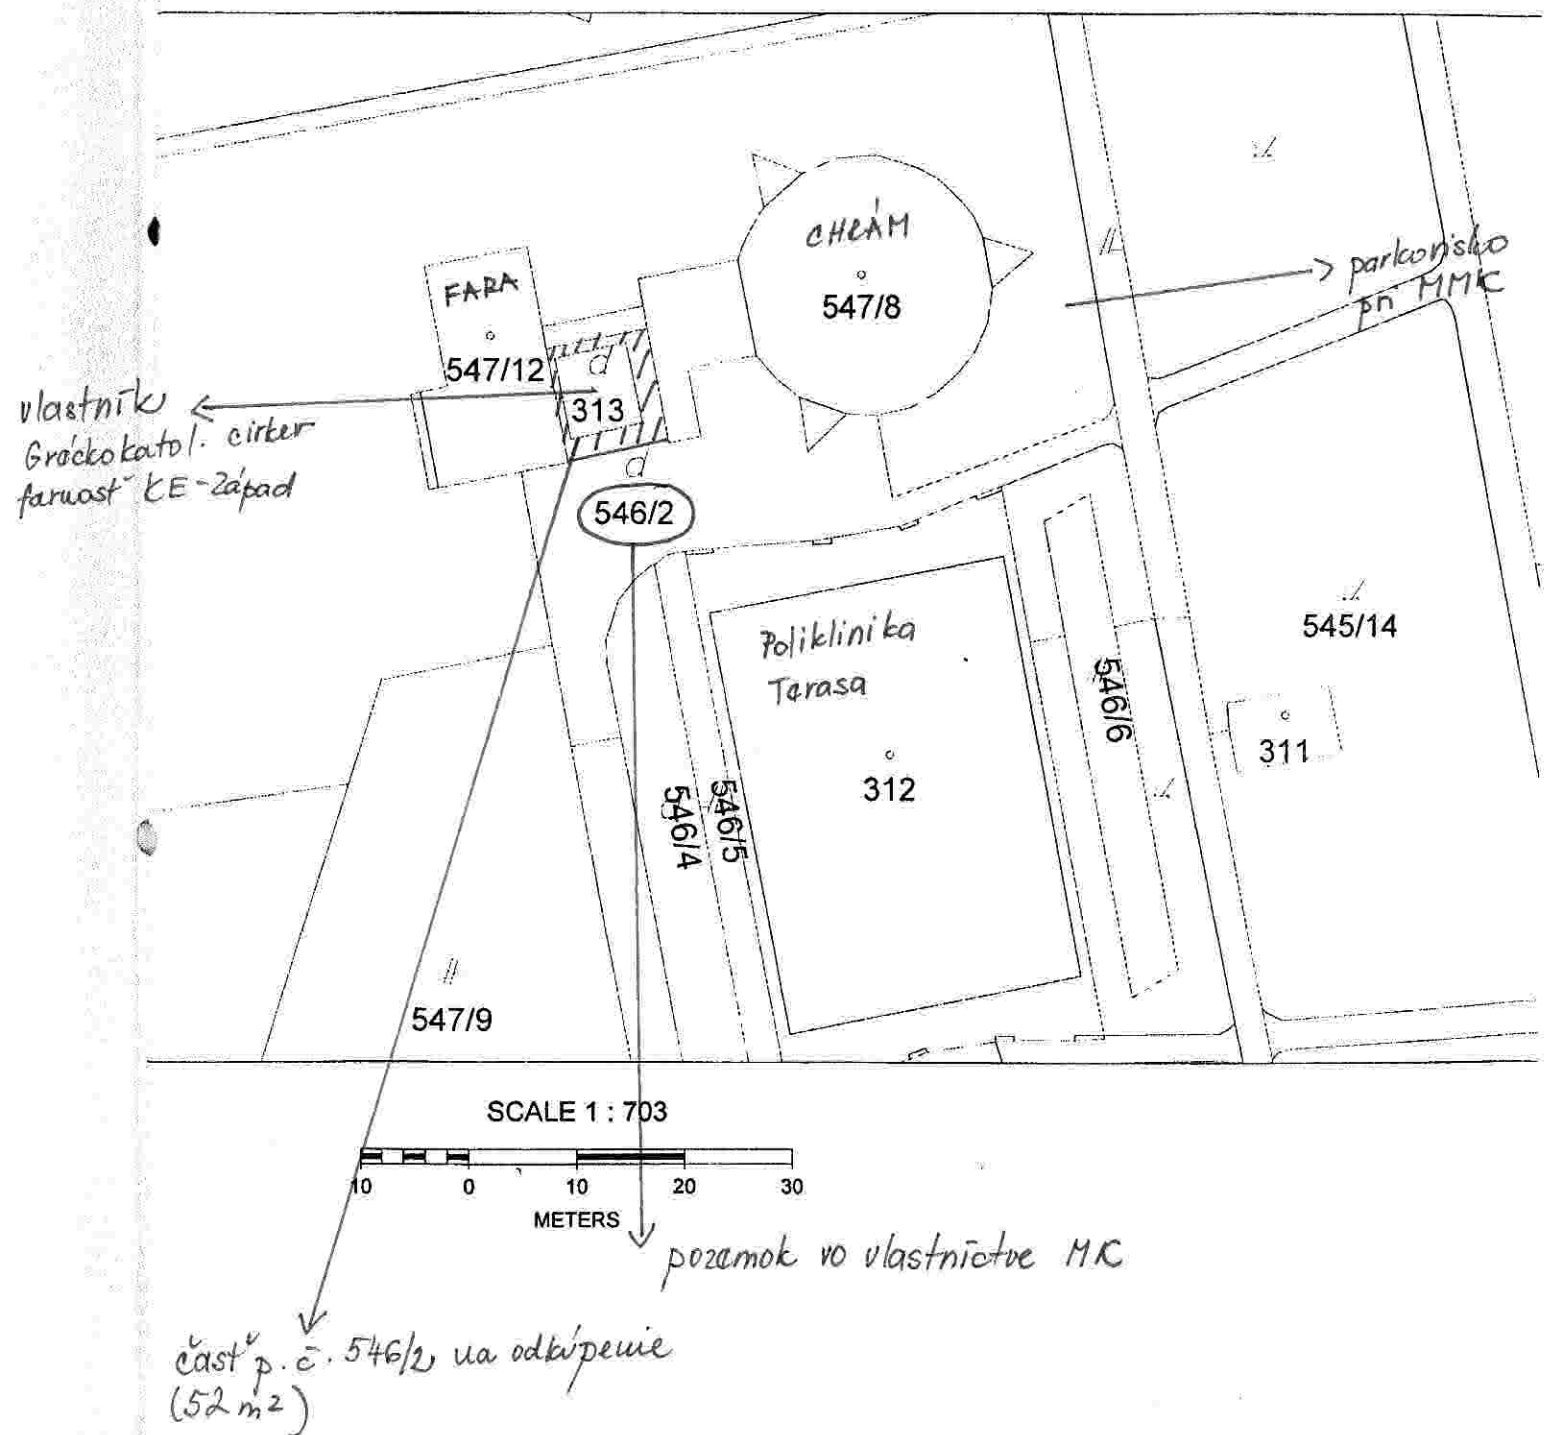 CHRÁM
547/8
parkorisko
pri MMK
FARA
547/12
313
vlastník
Gréckokatol. cirkev
farnosť KE-Západ
546/2
Poliklinika
Terasa
312
546/4
546/5
546/6
545/14
311
547/9
SCALE 1 : 703
10 0 10 20 30
METERS
pozemok vo vlastníctve MK
časť p. č. 546/2 na odkúpenie
(52 m2)